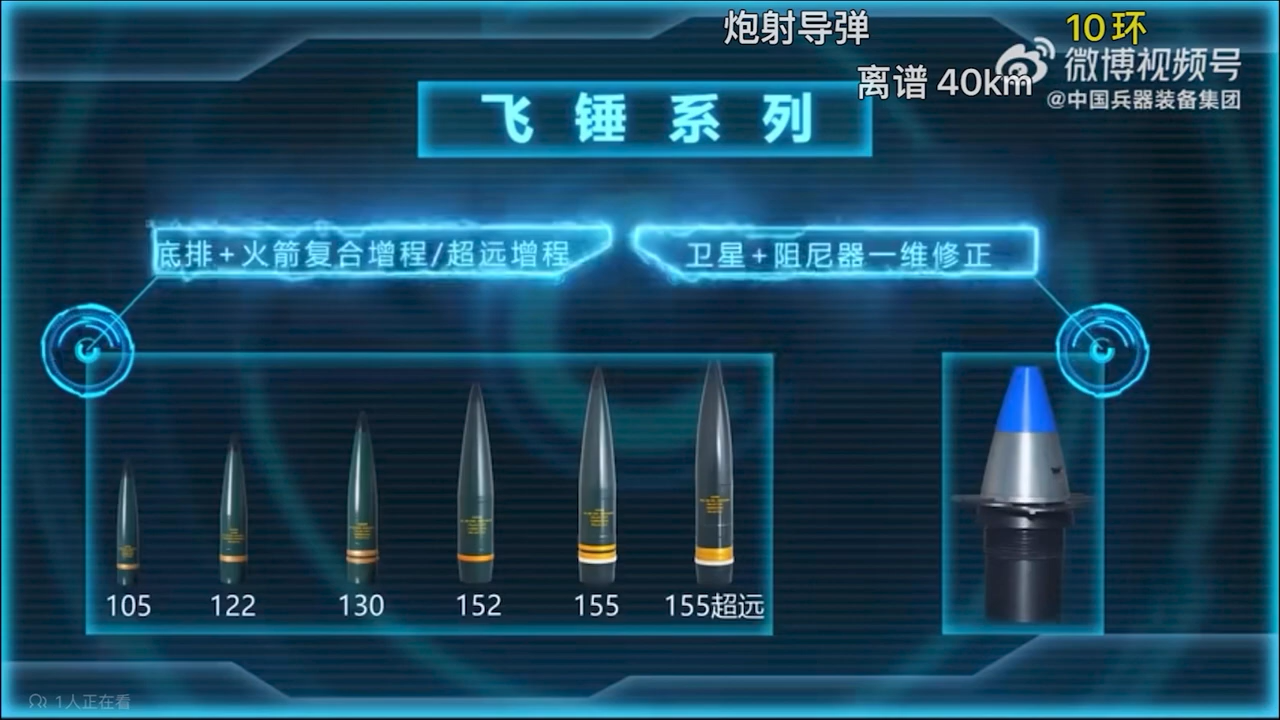 炮射导弹
10环
离谱 40km
微博视频号
@中国兵器装备集团
飞锤系列
底排+火箭复合增程/超远增程
卫星+阻尼器一维修正
105
122
130
152
155
155超远
1人正在看